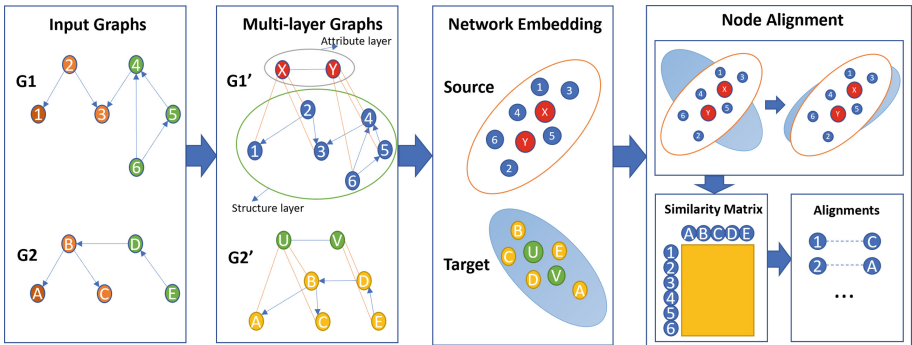 Input Graphs
G1
2
4
1
3
5
6
G2
B
D
A
C
E
Multi-layer Graphs
Attribute layer
G1’
X
Y
2
4
1
3
5
6
Structure layer
G2’
U
V
B
D
A
C
E
Network Embedding
Source
1
3
4
X
6
Y
5
2
Target
B
U
E
C
D
V
A
Node Alignment
1
3
4
X
6
Y
5
2
1
3
4
X
6
Y
5
2
Similarity Matrix
A B C D E
1
2
3
4
5
6
Alignments
1 C
2 A
...